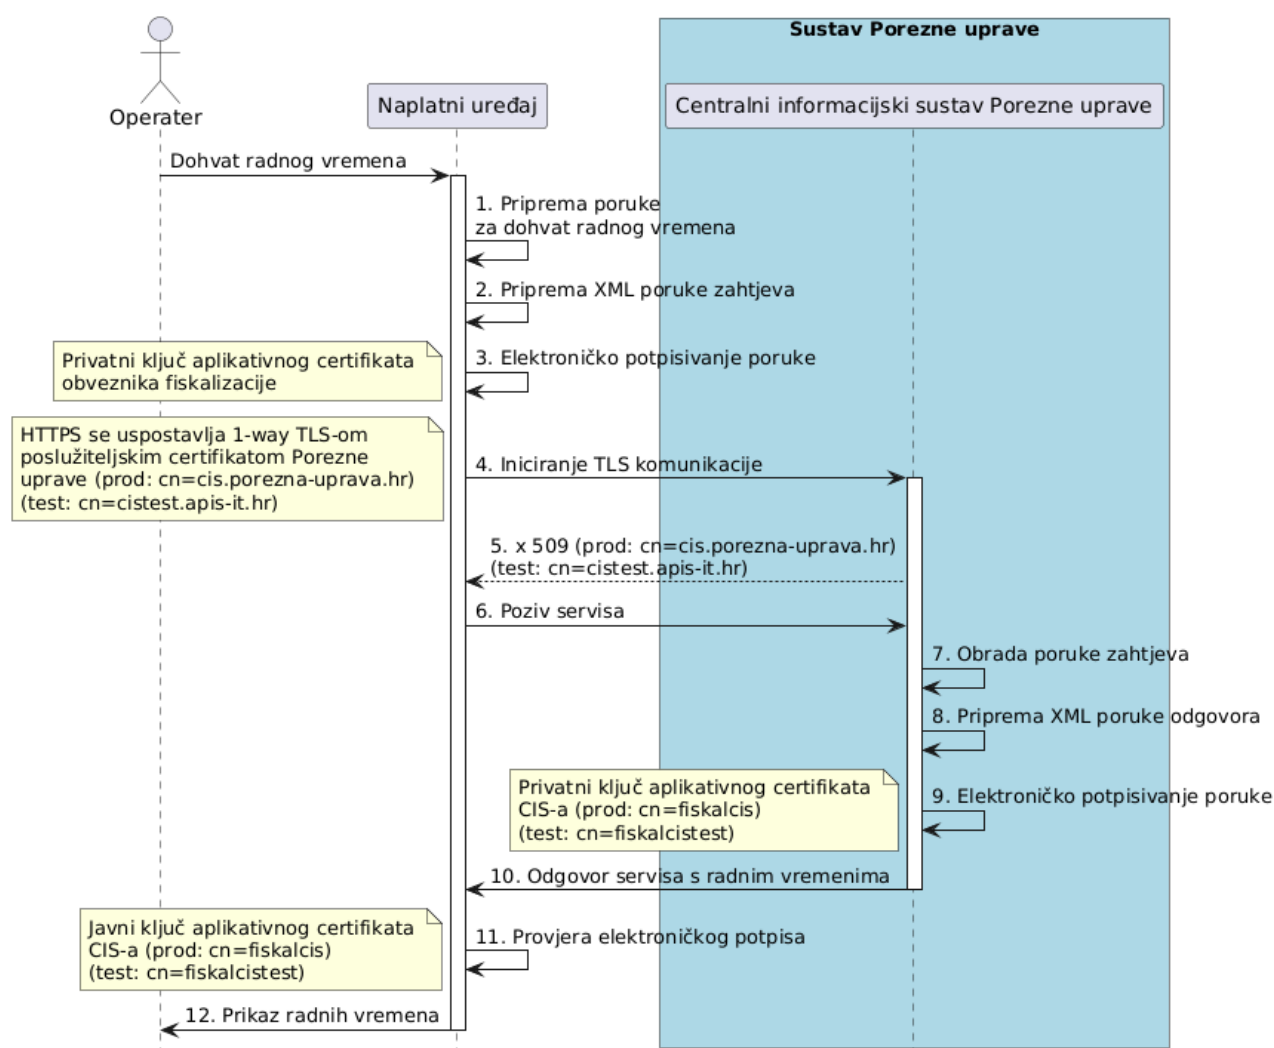 Sustav Porezne uprave
Operater
Naplatni uređaj
Centralni informacijski sustav Porezne uprave
Dohvat radnog vremena
1. Priprema poruke
za dohvat radnog vremena
2. Priprema XML poruke zahtjeva
Privatni ključ aplikativnog certifikata
obveznika fiskalizacije
3. Elektroničko potpisivanje poruke
HTTPS se uspostavlja 1-way TLS-om
poslužiteljskim certifikatom Porezne
uprave (prod: cn=cis.porezna-uprava.hr)
(test: cn=cistest.apis-it.hr)
4. Iniciranje TLS komunikacije
5. x 509 (prod: cn=cis.porezna-uprava.hr)
(test: cn=cistest.apis-it.hr)
6. Poziv servisa
7. Obrada poruke zahtjeva
8. Priprema XML poruke odgovora
Privatni ključ aplikativnog certifikata
CIS-a (prod: cn=fiskalcis)
(test: cn=fiskalcistest)
9. Elektroničko potpisivanje poruke
10. Odgovor servisa s radnim vremenima
Javni ključ aplikativnog certifikata
CIS-a (prod: cn=fiskalcis)
(test: cn=fiskalcistest)
11. Provjera elektroničkog potpisa
12. Prikaz radnih vremena